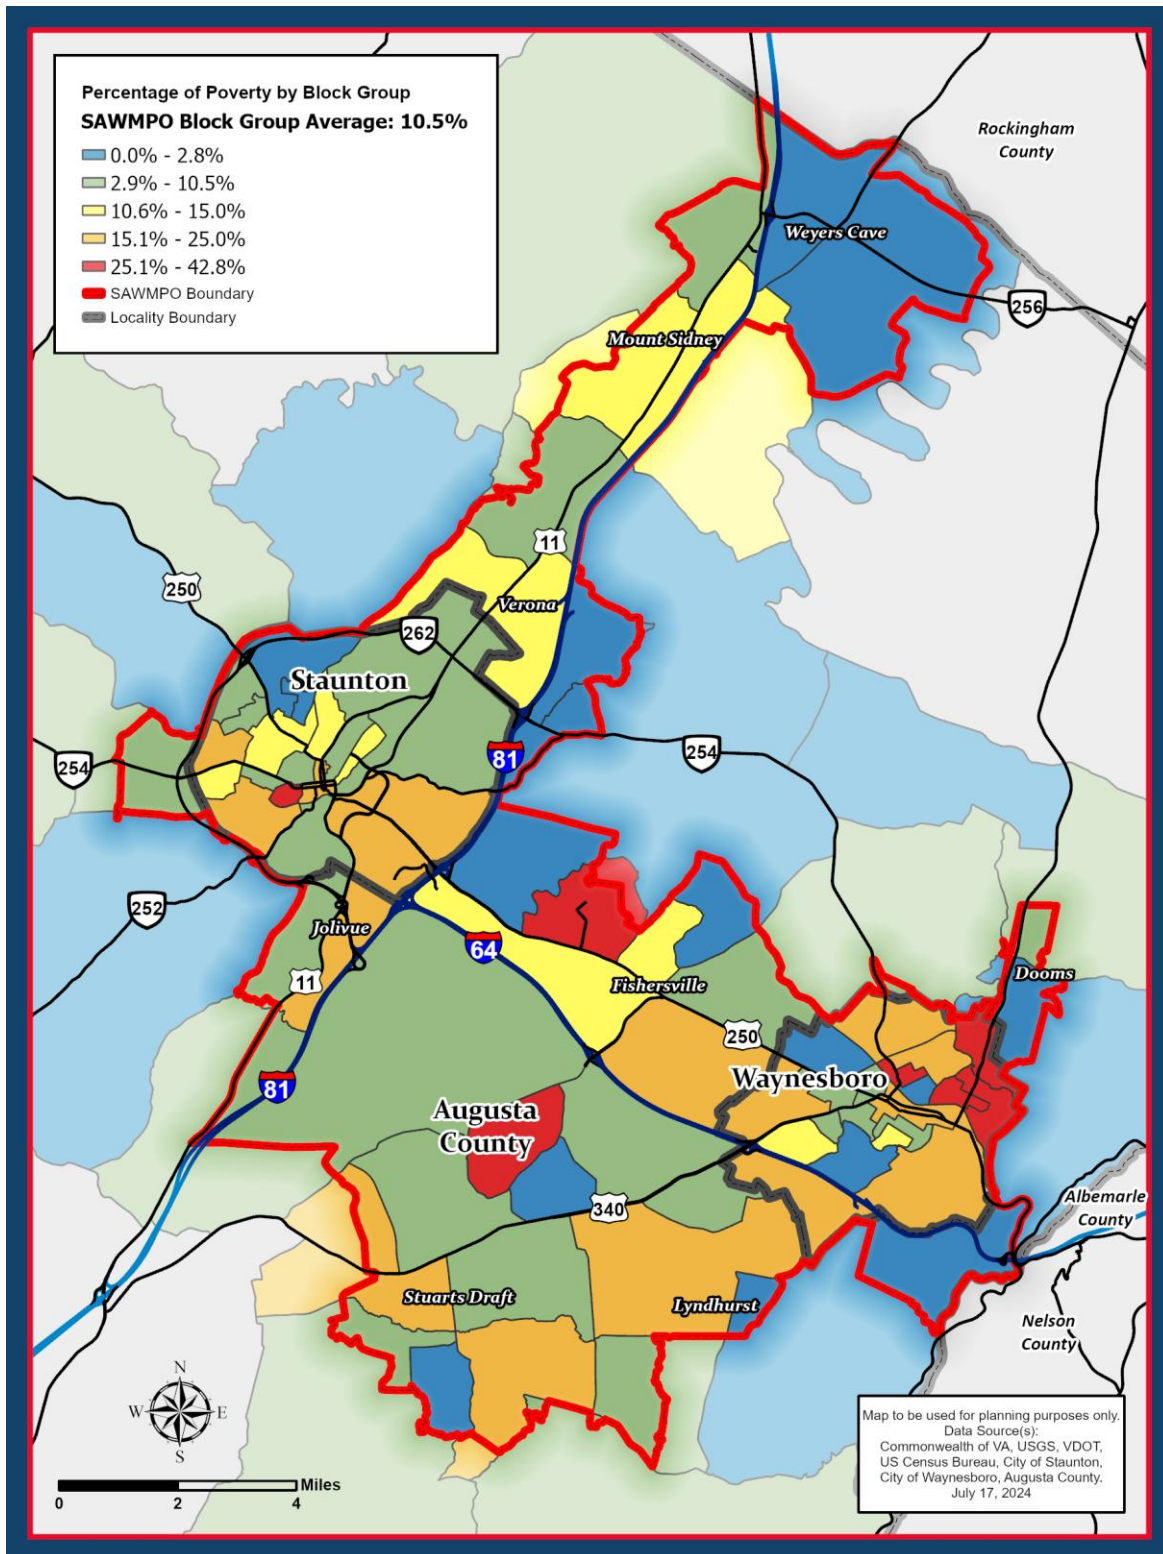 Percentage of Poverty by Block Group
SAWMPO Block Group Average: 10.5%
0.0% - 2.8%
2.9% - 10.5%
10.6% - 15.0%
15.1% - 25.0%
25.1% - 42.8%
SAWMPO Boundary
Locality Boundary
Rockingham
County
Weyers Cave
256
Mount Sidney
11
250
Verona
262
Staunton
254
81
254
252
Jolivue
64
11
Fishersville
Dooms
250
Waynesboro
81
Augusta
County
340
Albemarle
County
Stuarts Draft
Lyndhurst
Nelson
County
N
W
E
S
Miles
0
2
4
Map to be used for planning purposes only.
Data Source(s):
Commonwealth of VA, USGS, VDOT,
US Census Bureau, City of Staunton,
City of Waynesboro, Augusta County.
July 17, 2024